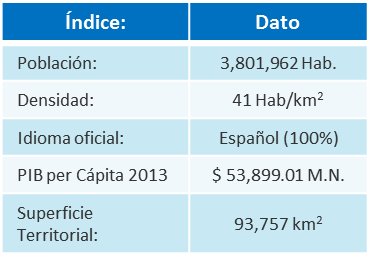 Índice: Dato
Población: 3,801,962 Hab.
Densidad: 41 Hab/km²
Idioma oficial: Español (100%)
PIB per Cápita 2013 $ 53,899.01 M.N.
Superficie
Territorial: 93,757 km²